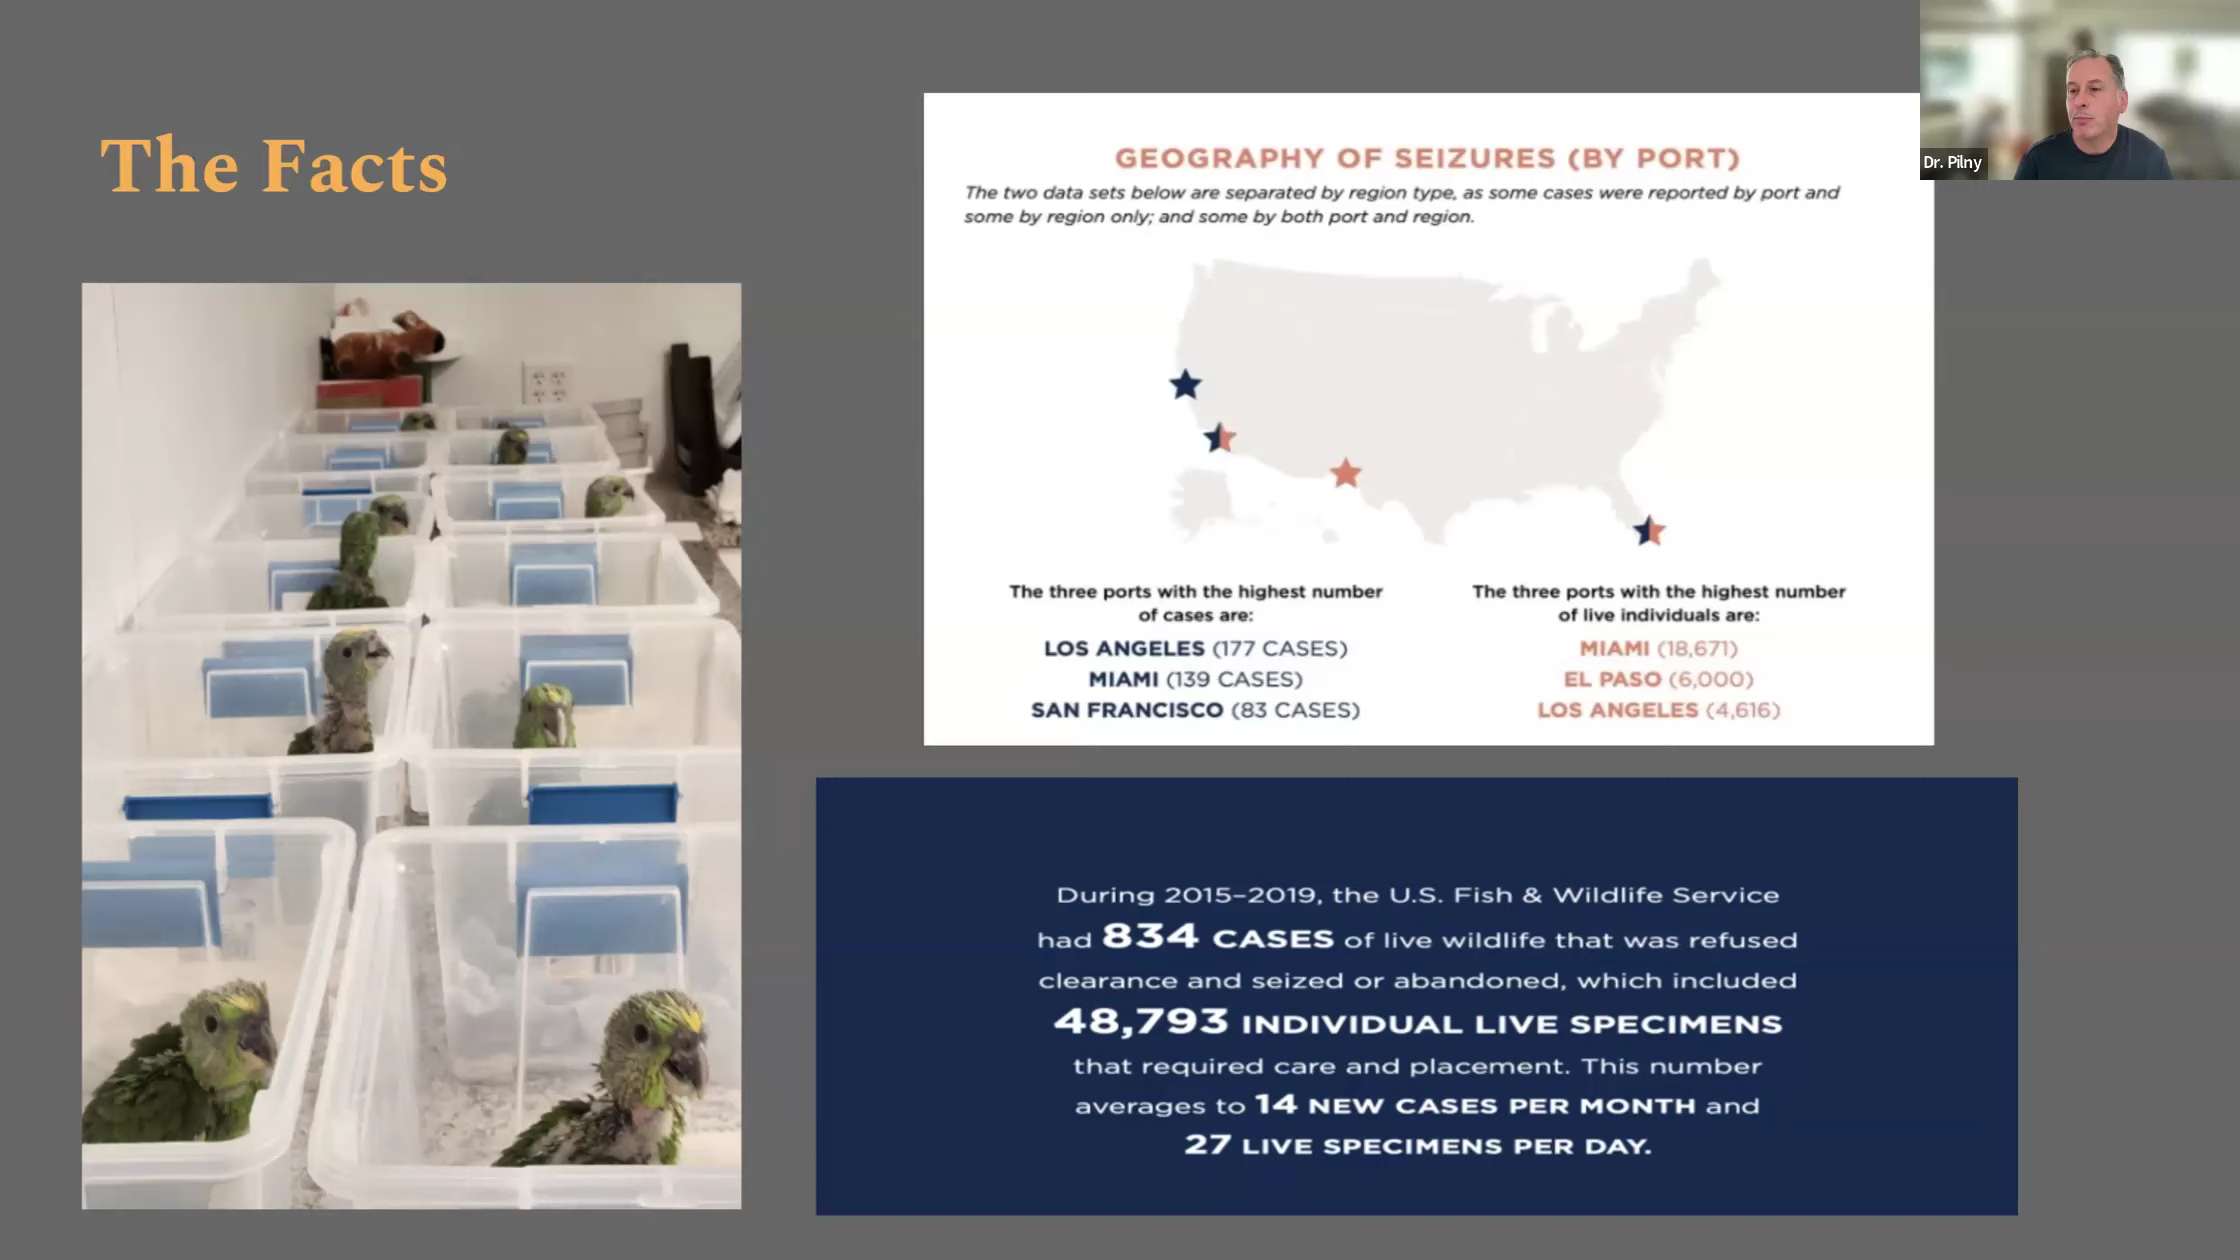 The Facts
GEOGRAPHY OF SEIZURES (BY PORT)
The two data sets below are separated by region type, as some cases were reported by port and
some by region only; and some by both port and region.
The three ports with the highest number
of cases are:
LOS ANGELES (177 CASES)
MIAMI (139 CASES)
SAN FRANCISCO (83 CASES)
The three ports with the highest number
of live individuals are:
MIAMI (18,671)
EL PASO (6,000)
LOS ANGELES (4,616)
During 2015–2019, the U.S. Fish & Wildlife Service
had 834 CASES of live wildlife that was refused
clearance and seized or abandoned, which included
48,793 INDIVIDUAL LIVE SPECIMENS
that required care and placement. This number
averages to 14 NEW CASES PER MONTH and
27 LIVE SPECIMENS PER DAY.
Dr. Pilny